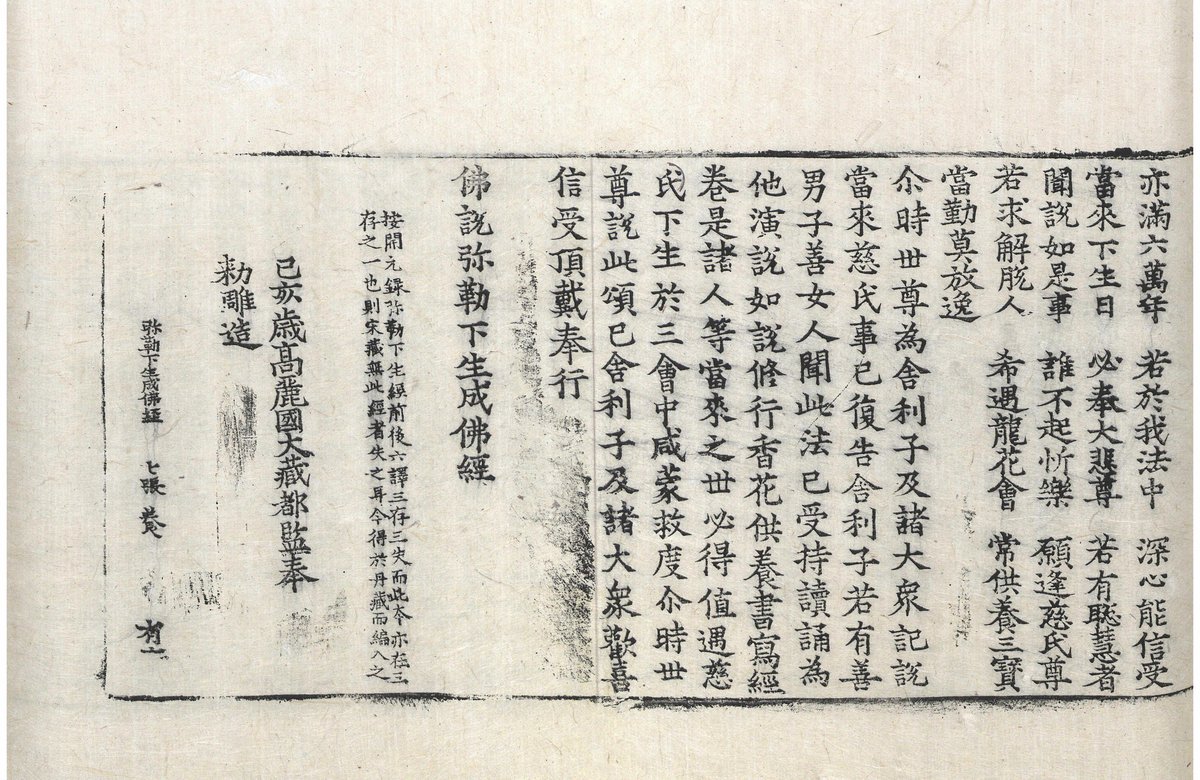 亦滿六萬年 若於我法中 深心能信受
當來下生日 必奉大悲尊 若有聡慧者
聞說如是事 誰不起忻樂 願逢慈氏尊
若求解脫人 希遇龍花會 常供養三寶
當勤莫放逸
尒時世尊為舍利子及諸大衆記說
當來慈氏事已復告舍利子若有善
男子善女人聞此法已受持讀誦為
他演說如說修行香花供養書寫經
卷是諸人等當來之世必得值遇慈
氏下生於三會中咸蒙救度尒時世
尊說此頌已舍利子及諸大衆歡喜
信受頂戴奉行
佛說弥勒下生成佛經
按開元錄弥勒下生經前後六譯三存三失而此本亦在三
存之一也則宋藏無此經者失之耳今得於丹藏而編入之
己亥歲高麗國大藏都監奉
勅雕造
弥勒下生成佛經 七張